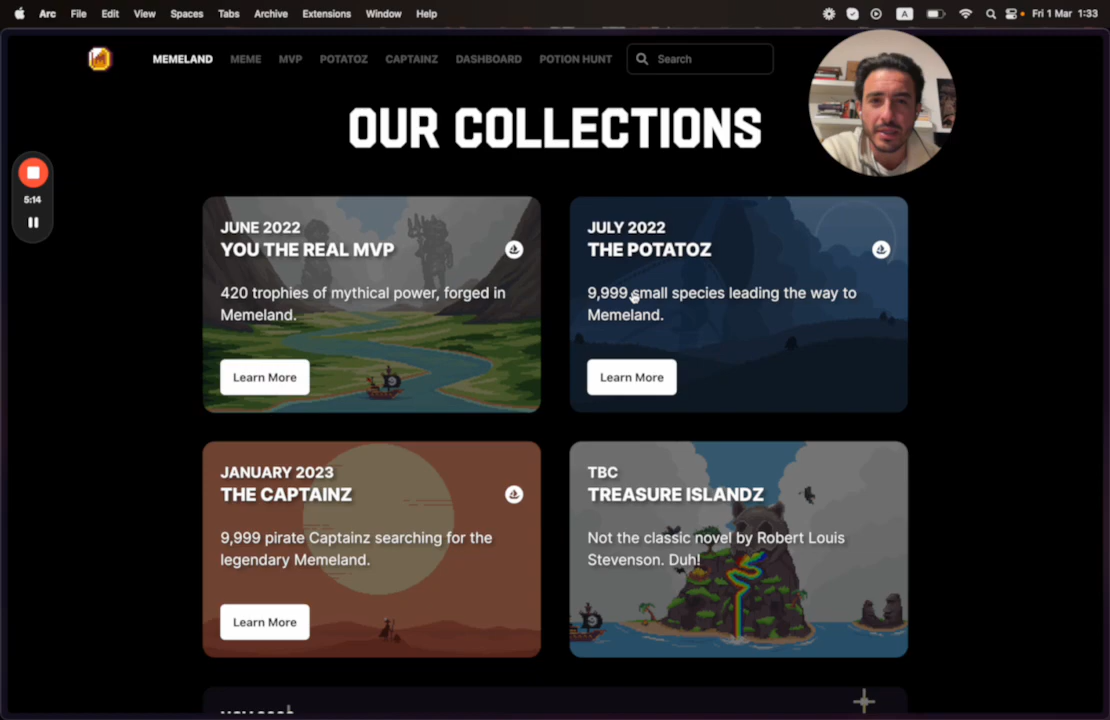 Arc File Edit View Spaces Tabs Archive Extensions Window Help A Fri 1 Mar 1:33
MEMELAND MEME MVP POTATOZ CAPTAINZ DASHBOARD POTION HUNT Search
OUR COLLECTIONS
5:14
JUNE 2022
YOU THE REAL MVP
420 trophies of mythical power, forged in
Memeland.
Learn More
JULY 2022
THE POTATOZ
9,999 small species leading the way to
Memeland.
Learn More
JANUARY 2023
THE CAPTAINZ
9,999 pirate Captainz searching for the
legendary Memeland.
Learn More
TBC
TREASURE ISLANDZ
Not the classic novel by Robert Louis
Stevenson. Duh!